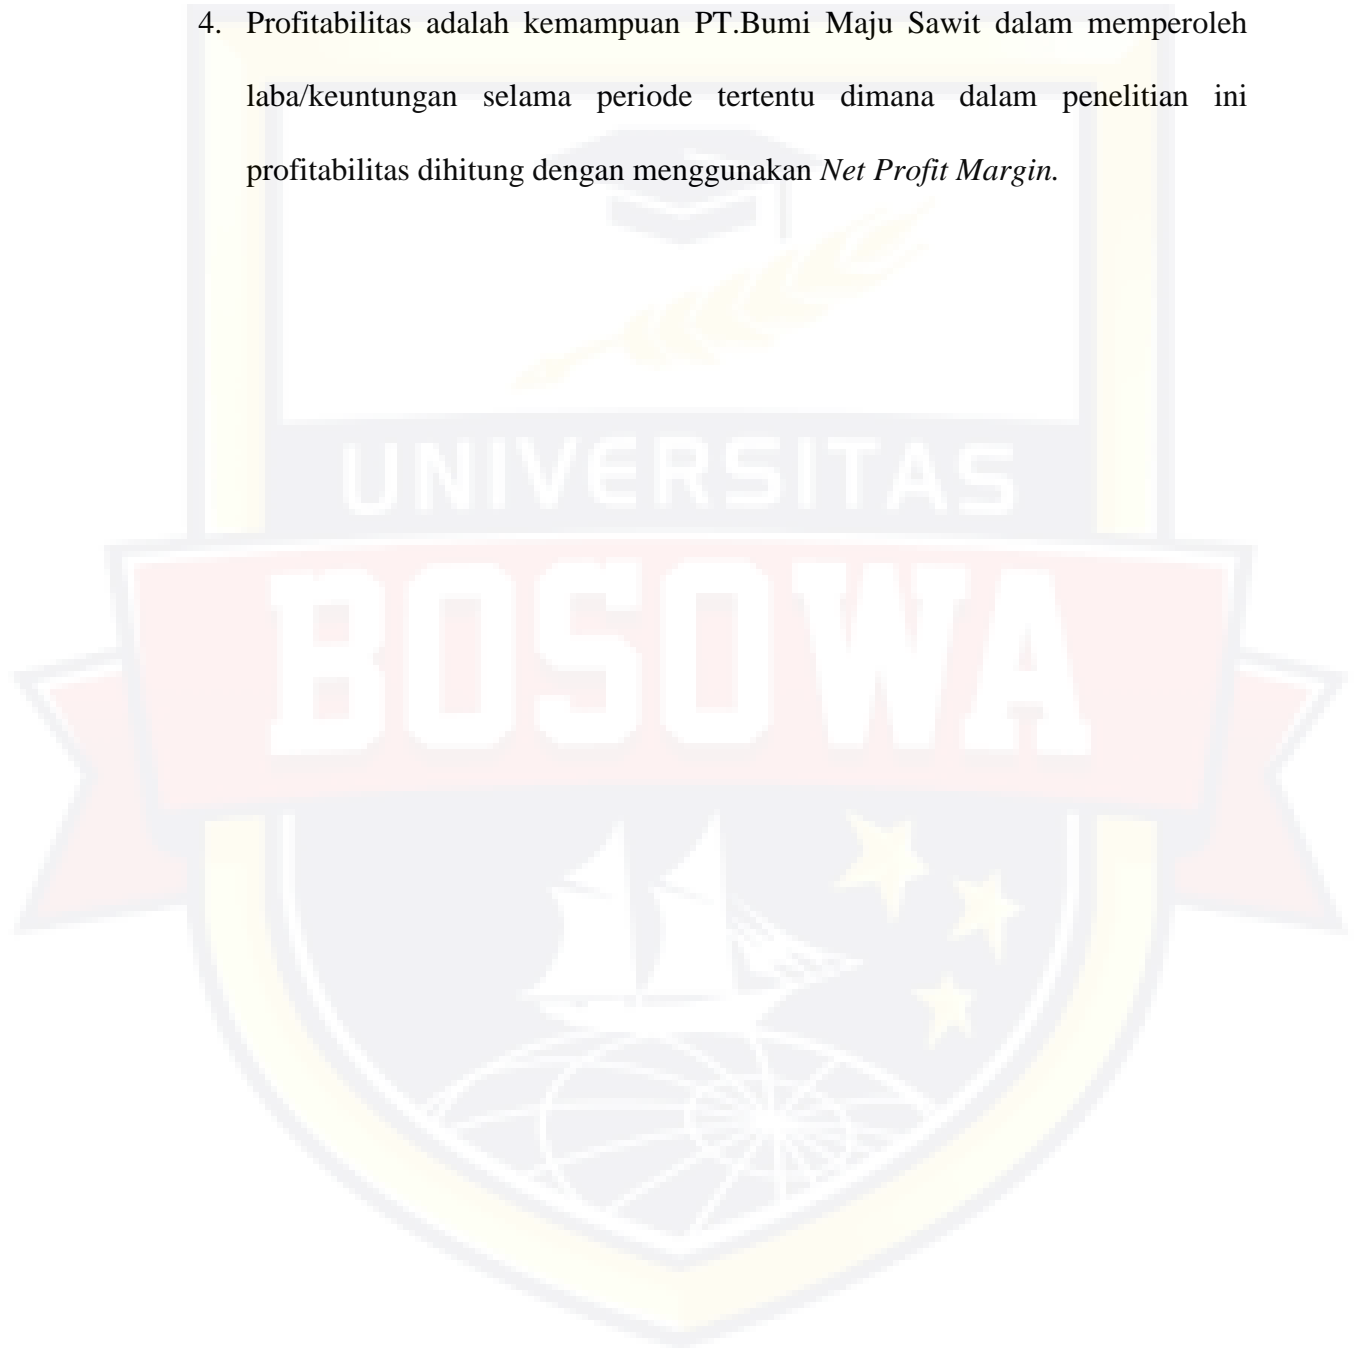 4. Profitabilitas adalah kemampuan PT.Bumi Maju Sawit dalam memperoleh
laba/keuntungan selama periode tertentu dimana dalam penelitian ini
profitabilitas dihitung dengan menggunakan Net Profit Margin.
UNIVERSITAS
BOSOWA